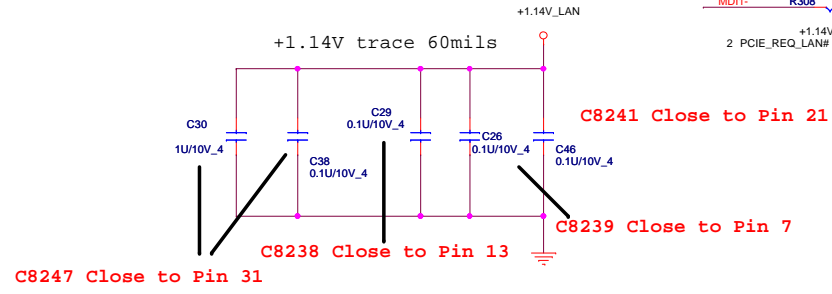 MDI1-
R308
+1.14V_LAN
+1.14V
2 PCIE_REQ_LAN#
+1.14V trace 60mils
C30
1U/10V_4
C38
0.1U/10V_4
C29
0.1U/10V_4
C26
0.1U/10V_4
C46
0.1U/10V_4
C8241 Close to Pin 21
C8239 Close to Pin 7
C8238 Close to Pin 13
C8247 Close to Pin 31